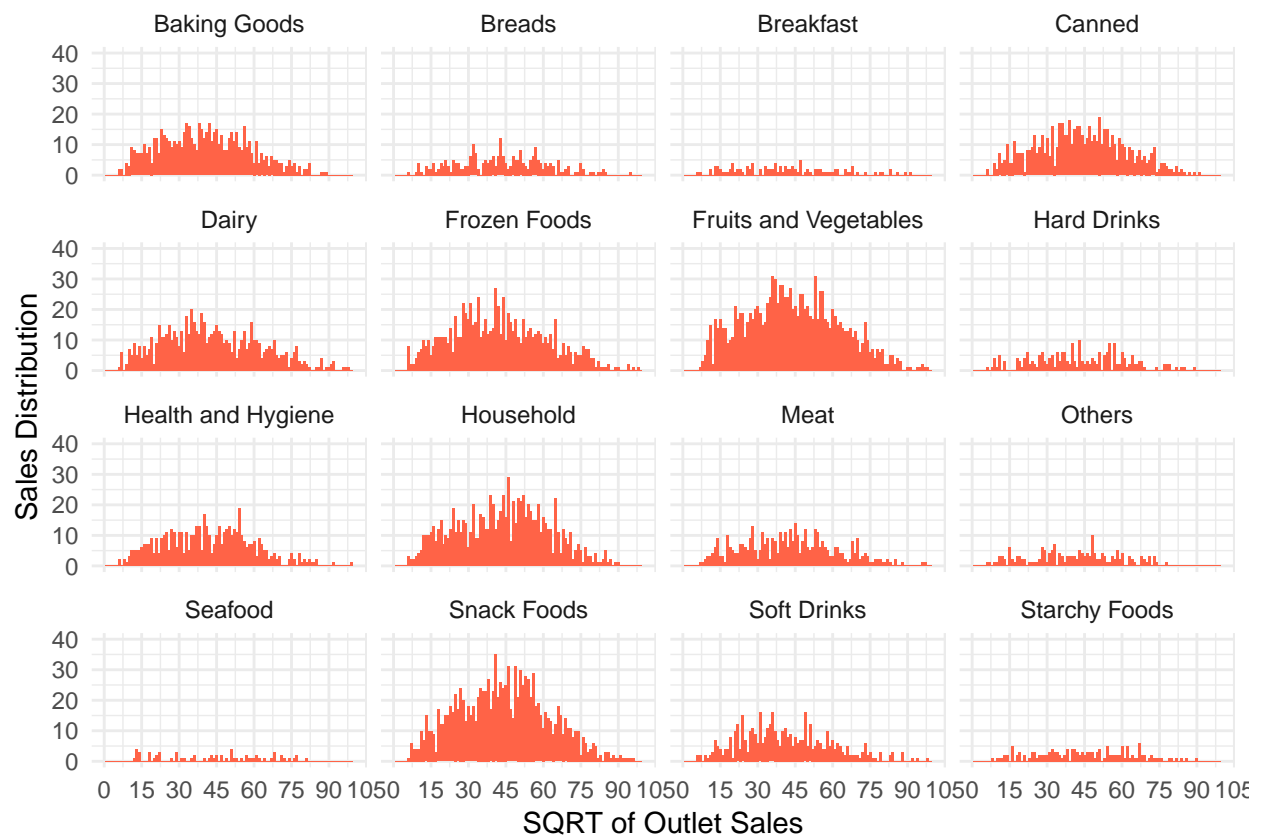 Baking Goods Breads Breakfast Canned
40
30
20
10
0
Dairy Frozen Foods Fruits and Vegetables Hard Drinks
40
30
20
10
0
Health and Hygiene Household Meat Others
40
30
20
10
0
Seafood Snack Foods Soft Drinks Starchy Foods
40
30
20
10
0
0 15 30 45 60 75 90 1050 15 30 45 60 75 90 1050 15 30 45 60 75 90 1050 15 30 45 60 75 90 105
SQRT of Outlet Sales
Sales Distribution